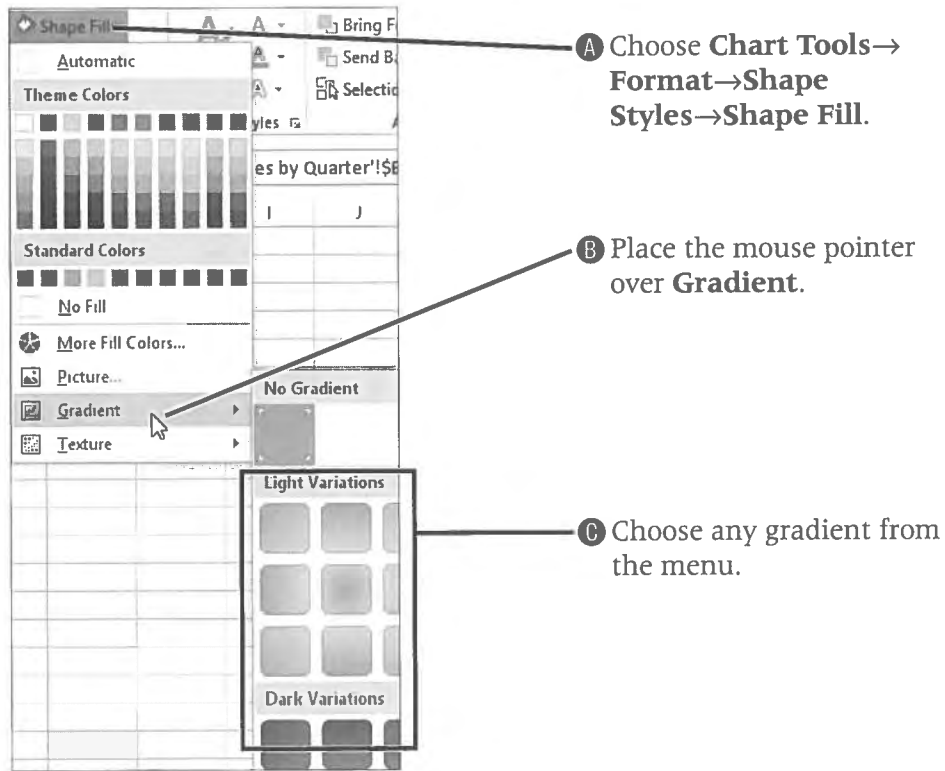 Shape Fill
Bring F
A Choose Chart Tools→
Format→Shape
Styles→Shape Fill.
Automatic
Send B
Theme Colors
Selectio
yles
es by Quarter'!$E
I J
Standard Colors
B Place the mouse pointer
over Gradient.
No Fill
More Fill Colors...
Picture...
No Gradient
Gradient
Texture
Light Variations
C Choose any gradient from
the menu.
Dark Variations